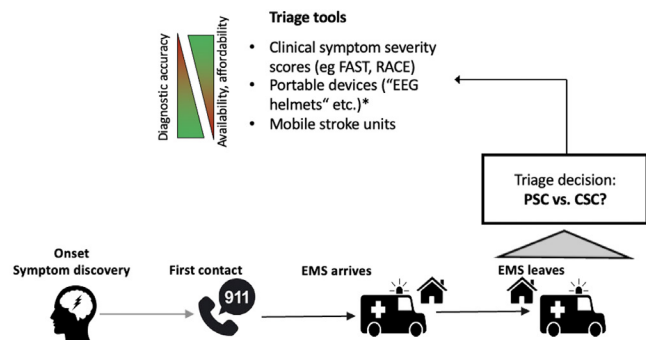 Triage tools
Diagnostic accuracy
Availability, affordability
• Clinical symptom severity
scores (eg FAST, RACE)
• Portable devices (“EEG
helmets“ etc.)*
• Mobile stroke units
Triage decision:
PSC vs. CSC?
Onset
Symptom discovery
First contact
EMS arrives
EMS leaves
911